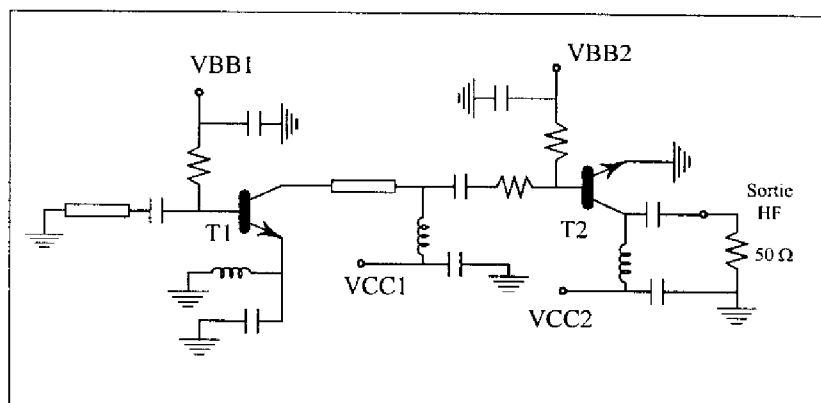 VBB1
VBB2
T1
T2
Sortie
HF
50 Ω
VCC1
VCC2